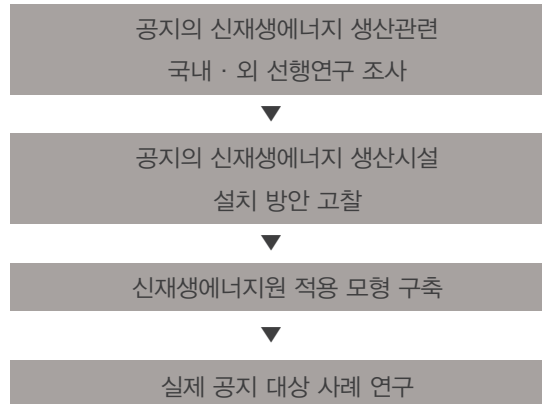 공지의 신재생에너지 생산관련
국내 · 외 선행연구 조사
▼
공지의 신재생에너지 생산시설
설치 방안 고찰
▼
신재생에너지원 적용 모형 구축
▼
실제 공지 대상 사례 연구